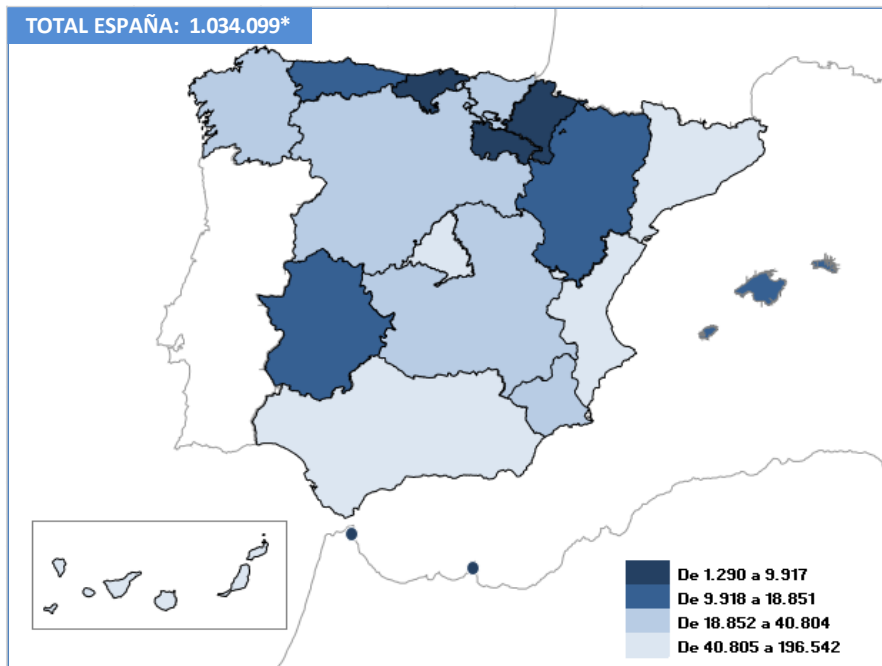 TOTAL ESPAÑA: 1.034.099*
De 1.290 a 9.917
De 9.918 a 18.851
De 18.852 a 40.804
De 40.805 a 196.542